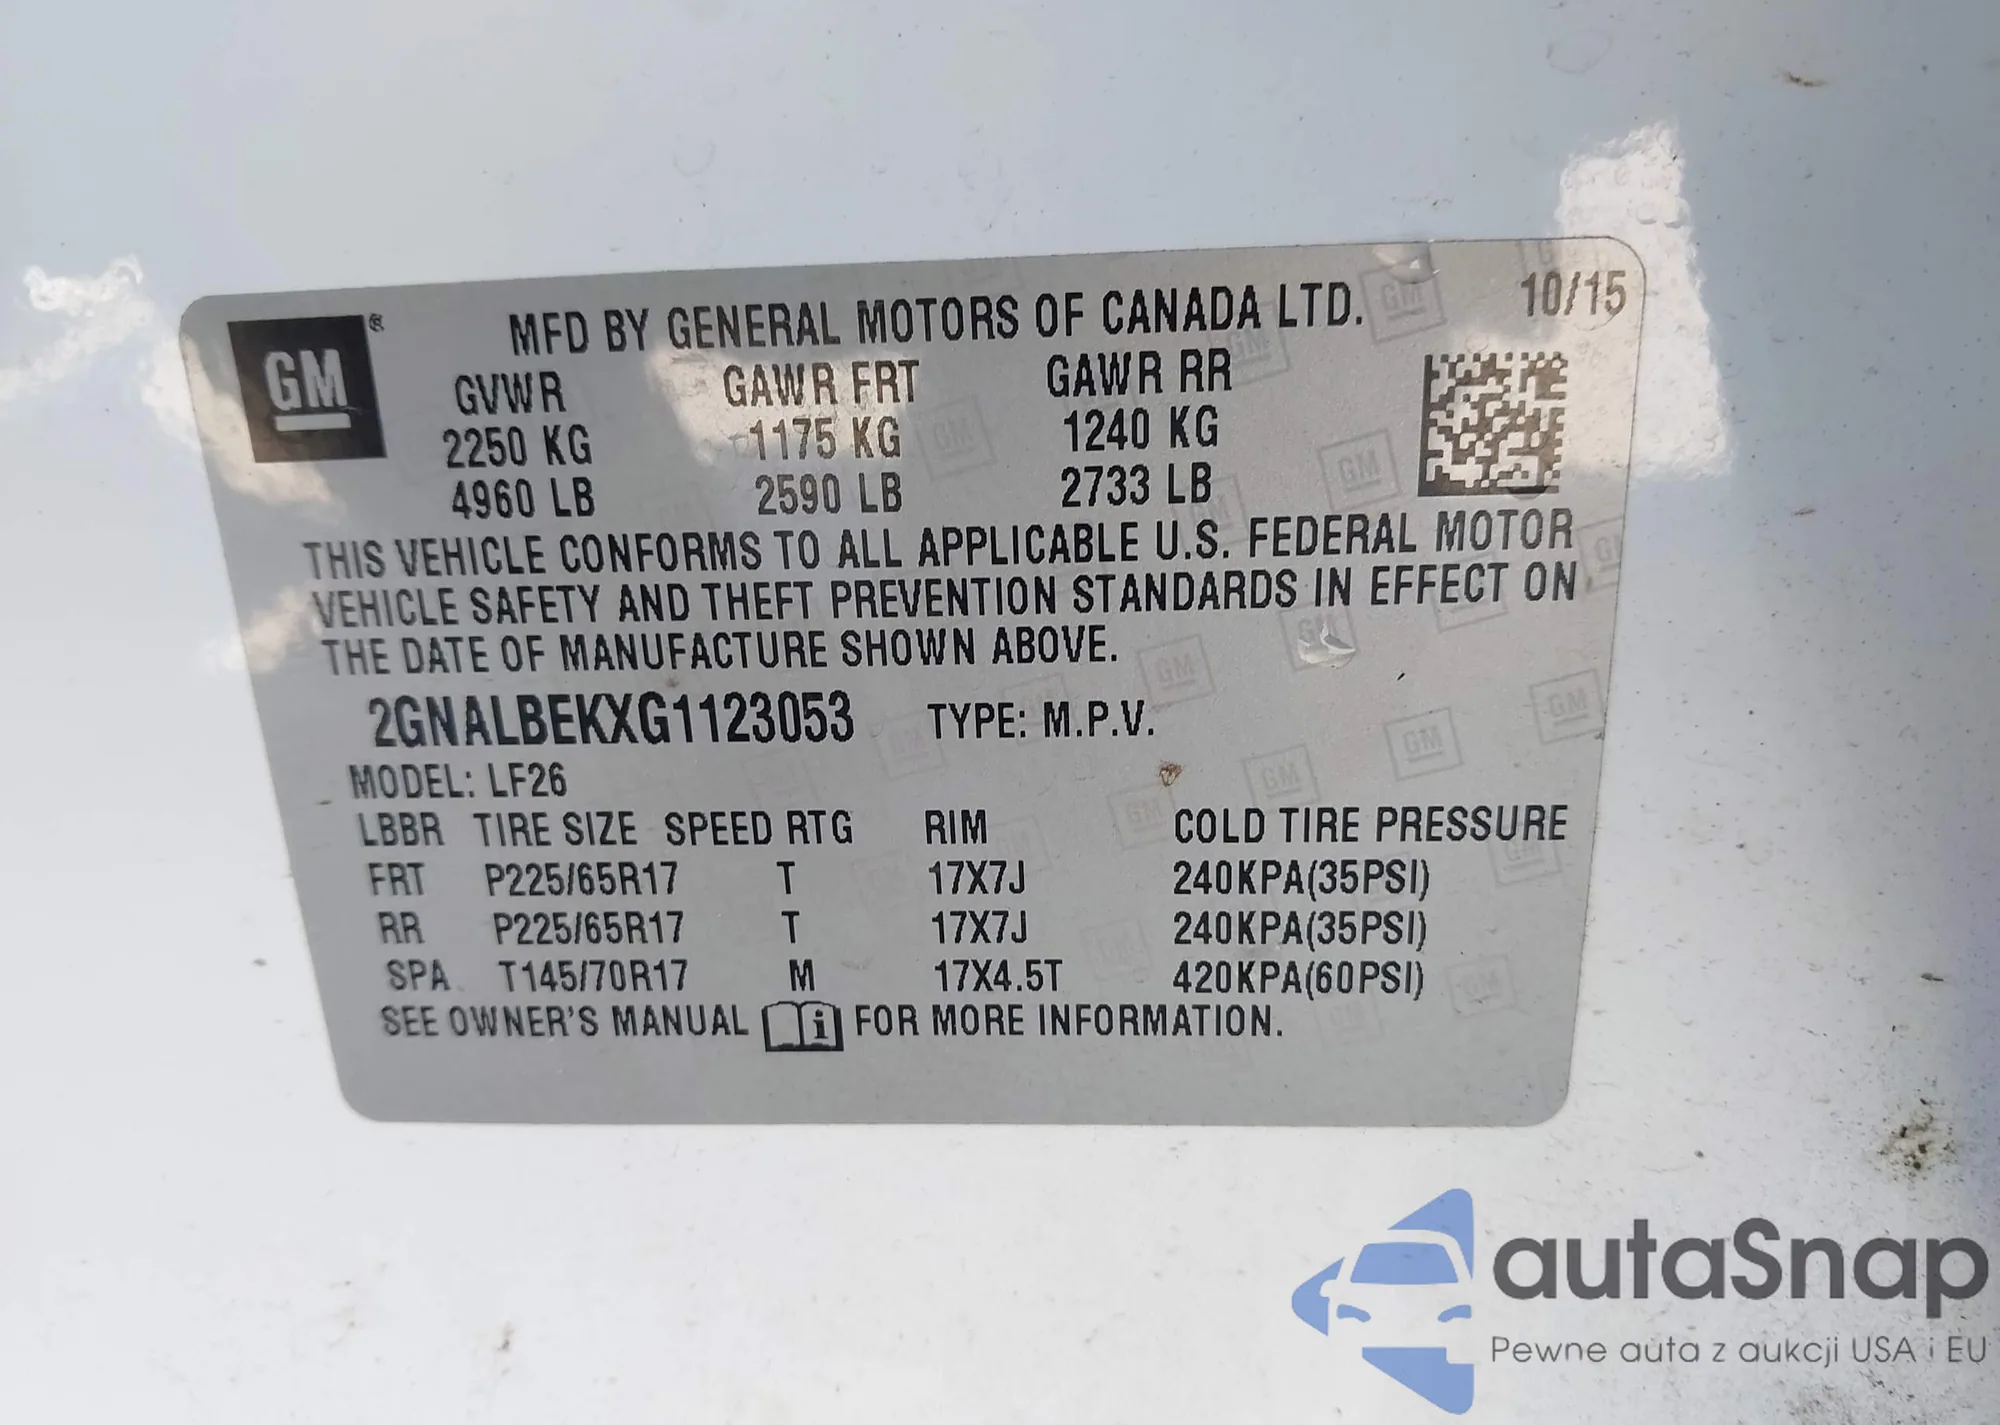 GM®
MFD BY GENERAL MOTORS OF CANADA LTD. 10/15
GVWR GAWR FRT GAWR RR
2250 KG 1175 KG 1240 KG
4960 LB 2590 LB 2733 LB
THIS VEHICLE CONFORMS TO ALL APPLICABLE U.S. FEDERAL MOTOR
VEHICLE SAFETY AND THEFT PREVENTION STANDARDS IN EFFECT ON
THE DATE OF MANUFACTURE SHOWN ABOVE.
2GNALBEKXG1123053 TYPE: M.P.V.
MODEL: LF26
LBBR TIRE SIZE SPEED RTG RIM COLD TIRE PRESSURE
FRT P225/65R17 T 17X7J 240KPA(35PSI)
RR P225/65R17 T 17X7J 240KPA(35PSI)
SPA T145/70R17 M 17X4.5T 420KPA(60PSI)
SEE OWNER'S MANUAL i FOR MORE INFORMATION.
autaSnap
Pewne auta z aukcji USA i EU